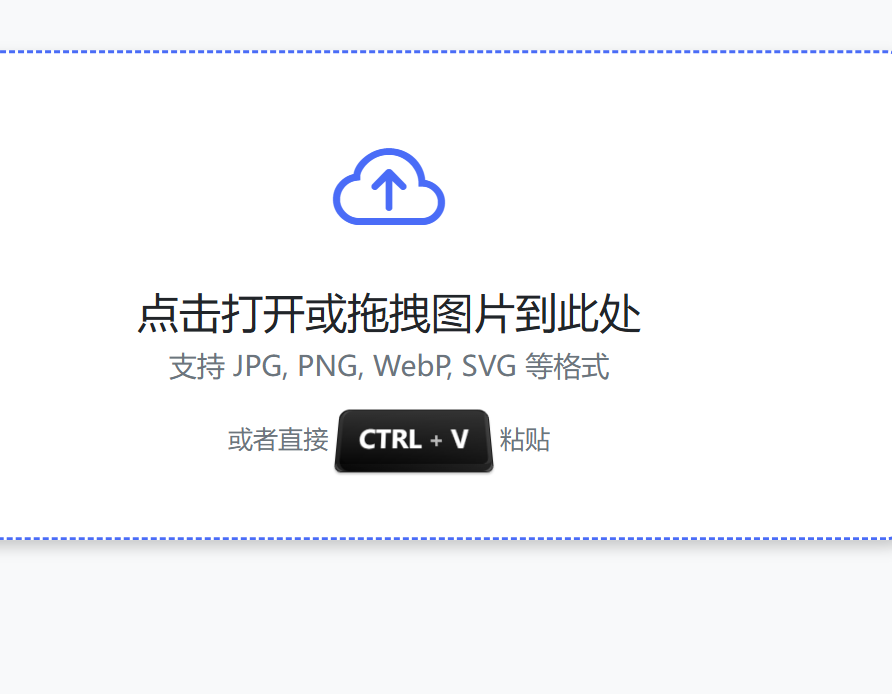 点击打开或拖拽图片到此处
支持 JPG, PNG, WebP, SVG 等格式
或者直接 CTRL + V 粘贴